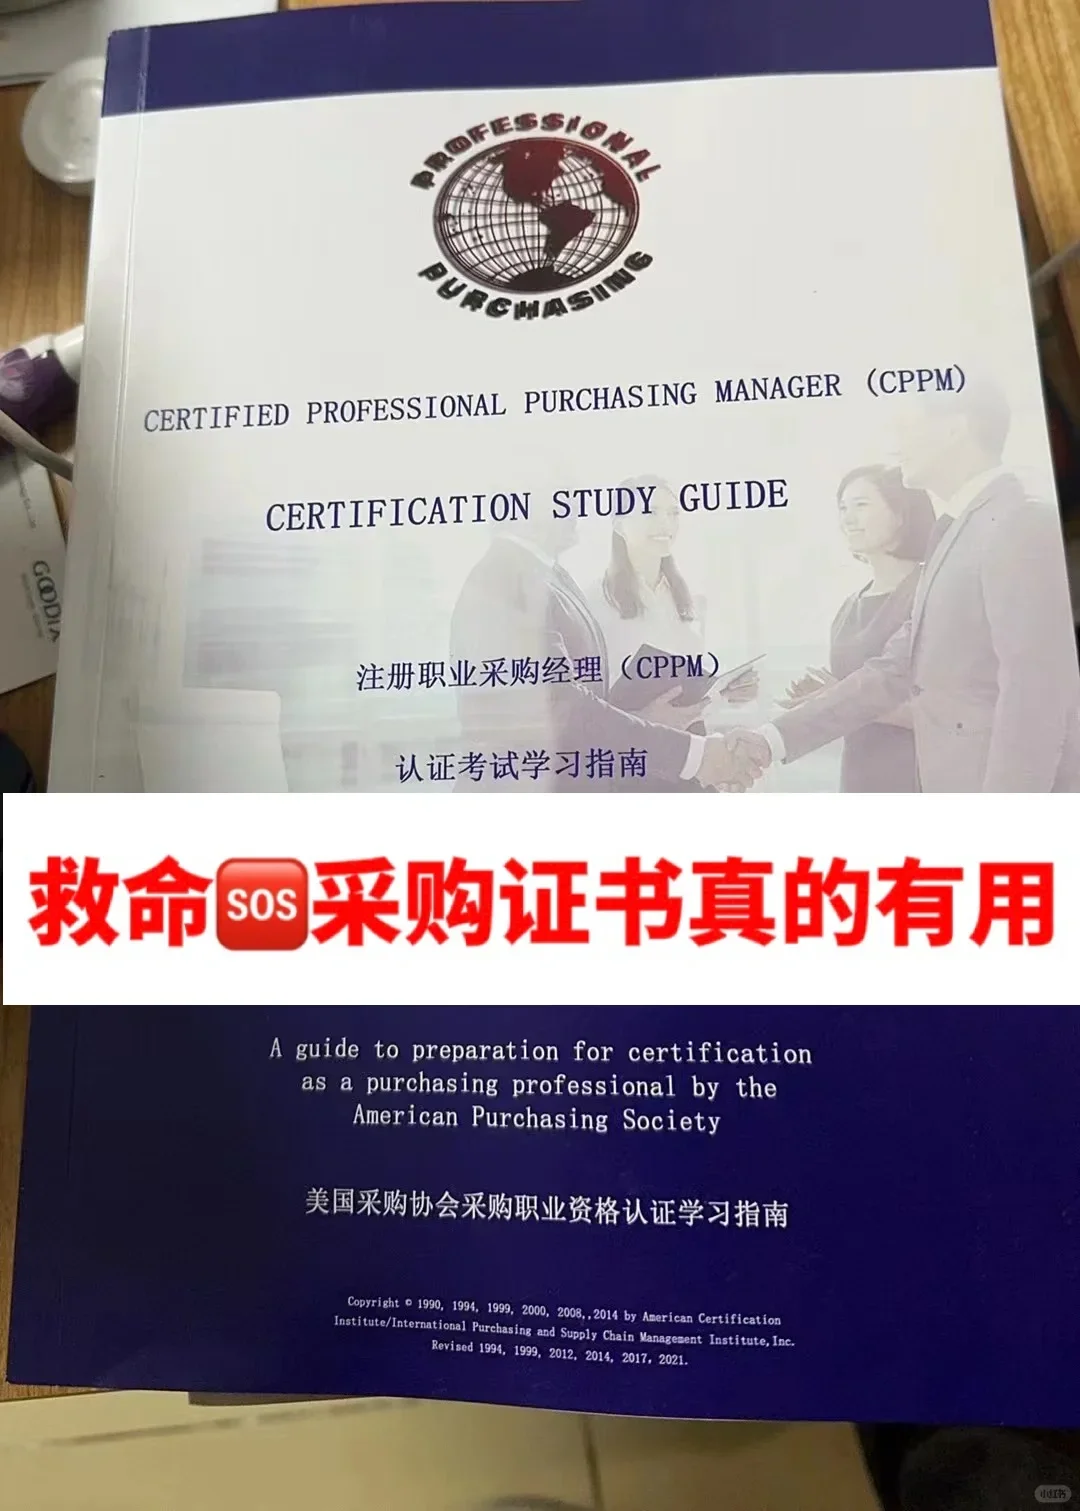 PROFESSIONAL
PURCHASING
CERTIFIED PROFESSIONAL PURCHASING MANAGER (CPPM)
CERTIFICATION STUDY GUIDE
注册职业采购经理（CPPM）
认证考试学习指南
GOODIA
救命🆘采购证书真的有用
A guide to preparation for certification
as a purchasing professional by the
American Purchasing Society
美国采购协会采购职业资格认证学习指南
Copyright © 1990, 1994, 1999, 2000, 2008,,2014 by American Certification
Institute/International Purchasing and Supply Chain Management Institute,Inc.
Revised 1994, 1999, 2012, 2014, 2017, 2021.
小红书